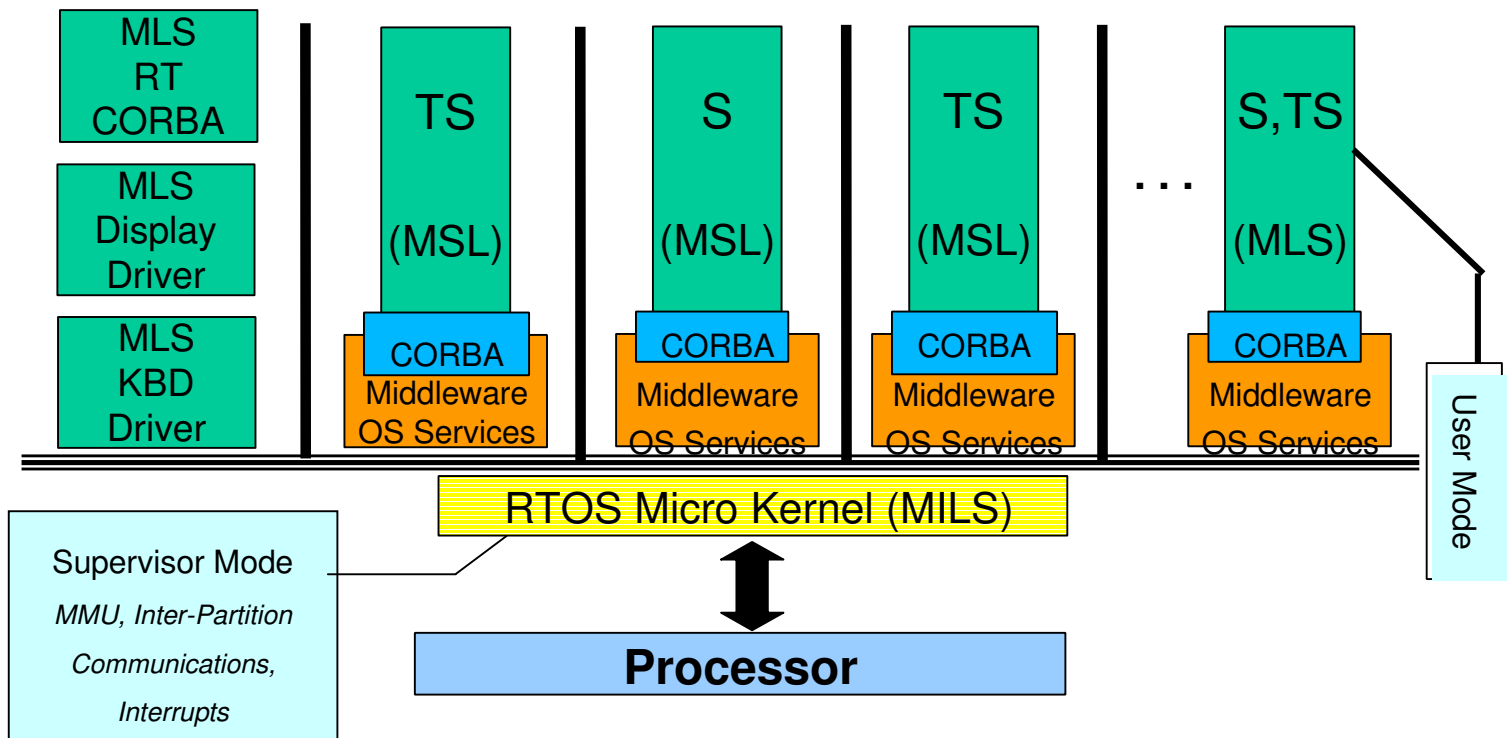 MLS
RT
CORBA
MLS
Display
Driver
MLS
KBD
Driver
TS
(MSL)
CORBA
Middleware
OS Services
S
(MSL)
CORBA
Middleware
OS Services
TS
(MSL)
CORBA
Middleware
OS Services
. . .
S,TS
(MLS)
CORBA
Middleware
OS Services
User Mode
RTOS Micro Kernel (MILS)
Supervisor Mode
MMU, Inter-Partition
Communications,
Interrupts
Processor